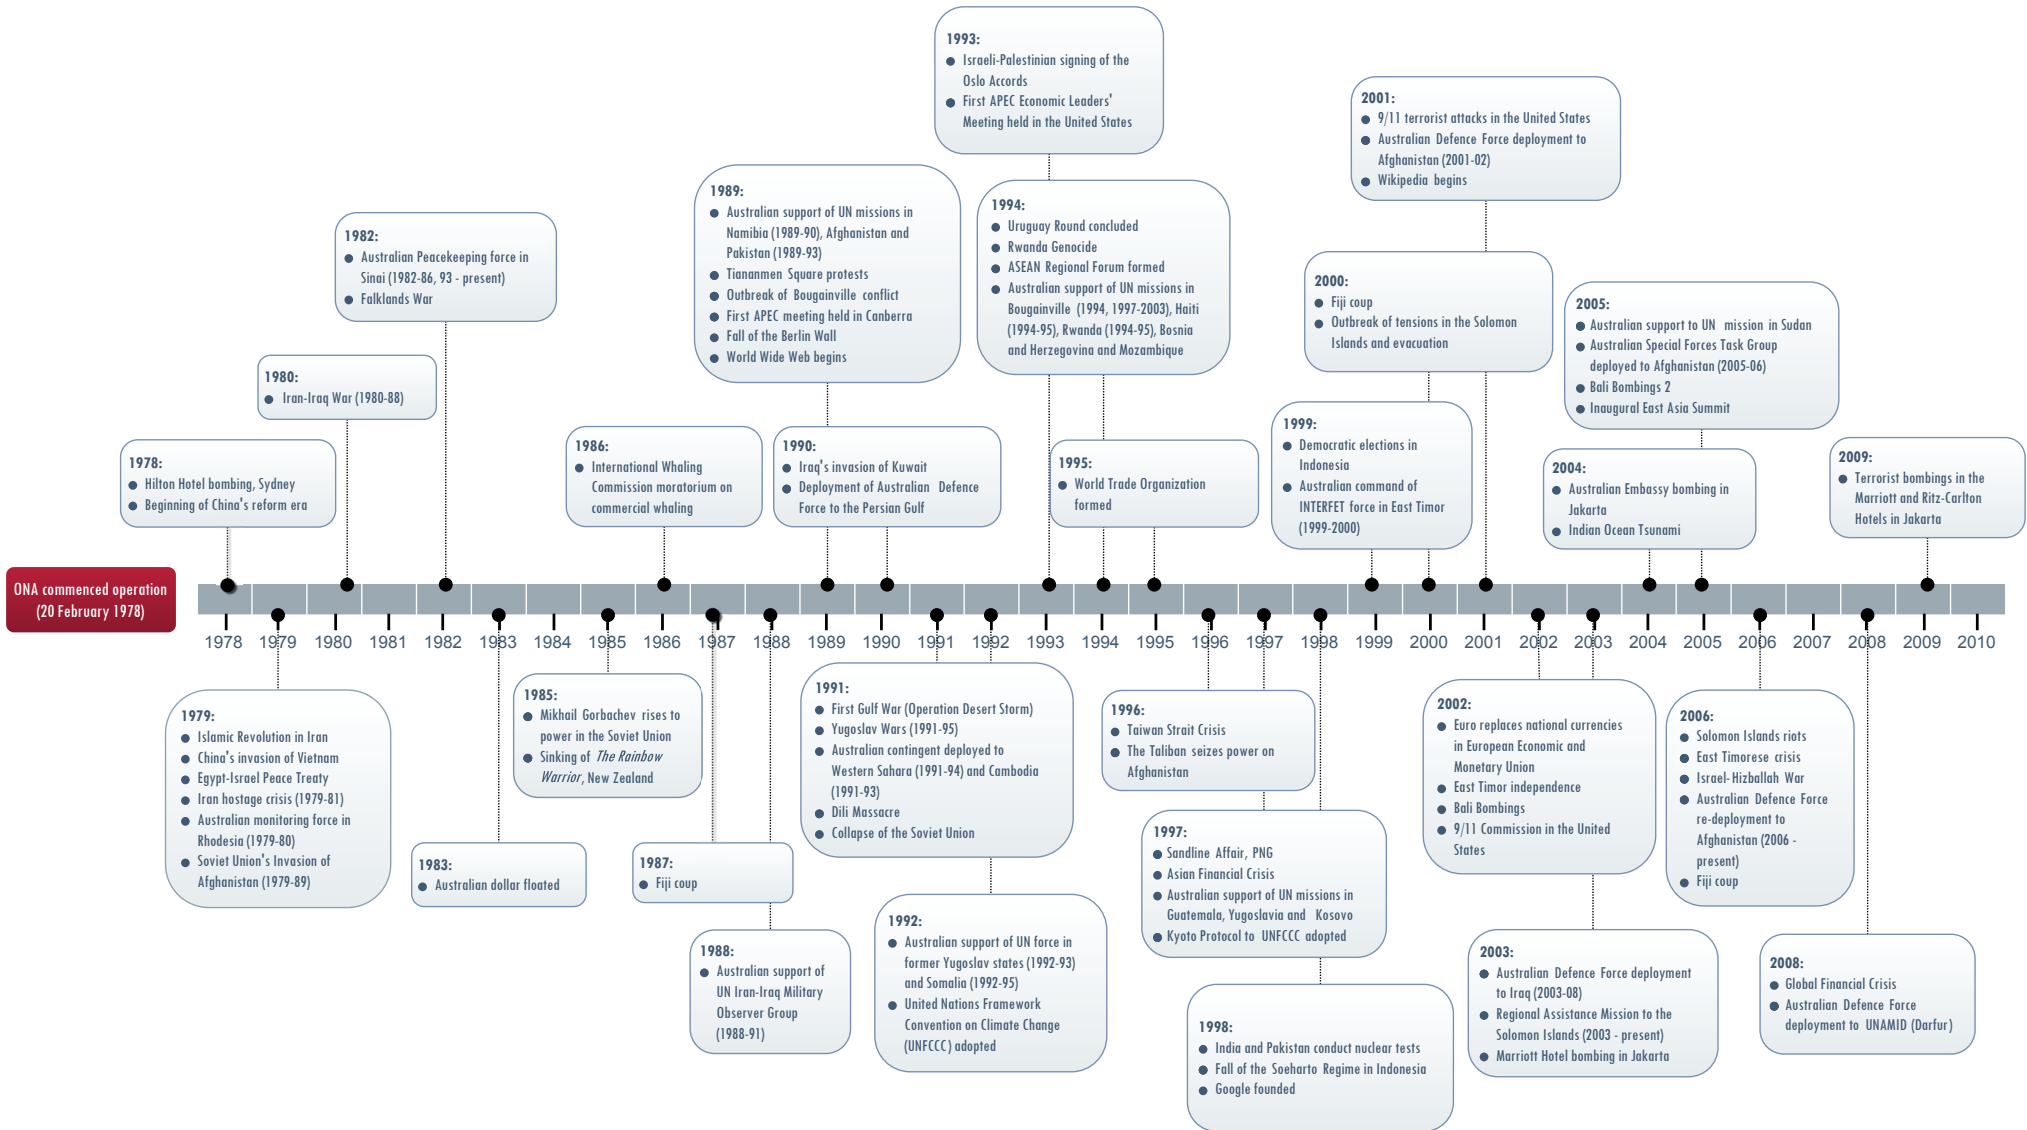 1993:
● Israeli-Palestinian signing of the
Oslo Accords
● First APEC Economic Leaders'
Meeting held in the United States
2001:
● 9/11 terrorist attacks in the United States
● Australian Defence Force deployment to
Afghanistan (2001-02)
● Wikipedia begins
1989:
● Australian support of UN missions in
Namibia (1989-90), Afghanistan and
Pakistan (1989-93)
● Tiananmen Square protests
● Outbreak of Bougainville conflict
● First APEC meeting held in Canberra
● Fall of the Berlin Wall
● World Wide Web begins
1994:
● Uruguay Round concluded
● Rwanda Genocide
● ASEAN Regional Forum formed
● Australian support of UN missions in
Bougainville (1994, 1997-2003), Haiti
(1994-95), Rwanda (1994-95), Bosnia
and Herzegovina and Mozambique
1982:
● Australian Peacekeeping force in
Sinai (1982-86, 93 - present)
● Falklands War
2000:
● Fiji coup
● Outbreak of tensions in the Solomon
Islands and evacuation
2005:
● Australian support to UN mission in Sudan
● Australian Special Forces Task Group
deployed to Afghanistan (2005-06)
● Bali Bombings 2
● Inaugural East Asia Summit
1980:
● Iran-Iraq War (1980-88)
1978:
● Hilton Hotel bombing, Sydney
● Beginning of China's reform era
1986:
● International Whaling
Commission moratorium on
commercial whaling
1990:
● Iraq's invasion of Kuwait
● Deployment of Australian Defence
Force to the Persian Gulf
1995:
● World Trade Organization
formed
1999:
● Democratic elections in
Indonesia
● Australian command of
INTERFET force in East Timor
(1999-2000)
2004:
● Australian Embassy bombing in
Jakarta
● Indian Ocean Tsunami
2009:
● Terrorist bombings in the
Marriott and Ritz-Carlton
Hotels in Jakarta
ONA commenced operation
(20 February 1978)
1978 1979 1980 1981 1982 1983 1984 1985 1986 1987 1988 1989 1990 1991 1992 1993 1994 1995 1996 1997 1998 1999 2000 2001 2002 2003 2004 2005 2006 2007 2008 2009 2010
1979:
● Islamic Revolution in Iran
● China's invasion of Vietnam
● Egypt-Israel Peace Treaty
● Iran hostage crisis (1979-81)
● Australian monitoring force in
Rhodesia (1979-80)
● Soviet Union's Invasion of
Afghanistan (1979-89)
1983:
● Australian dollar floated
1985:
● Mikhail Gorbachev rises to
power in the Soviet Union
● Sinking of The Rainbow
Warrior, New Zealand
1987:
● Fiji coup
1988:
● Australian support of
UN Iran-Iraq Military
Observer Group
(1988-91)
1991:
● First Gulf War (Operation Desert Storm)
● Yugoslav Wars (1991-95)
● Australian contingent deployed to
Western Sahara (1991-94) and Cambodia
(1991-93)
● Dili Massacre
● Collapse of the Soviet Union
1992:
● Australian support of UN force in
former Yugoslav states (1992-93)
and Somalia (1992-95)
● United Nations Framework
Convention on Climate Change
(UNFCCC) adopted
1996:
● Taiwan Strait Crisis
● The Taliban seizes power on
Afghanistan
1997:
● Sandline Affair, PNG
● Asian Financial Crisis
● Australian support of UN missions in
Guatemala, Yugoslavia and Kosovo
● Kyoto Protocol to UNFCCC adopted
1998:
● India and Pakistan conduct nuclear tests
● Fall of the Soeharto Regime in Indonesia
● Google founded
2002:
● Euro replaces national currencies
in European Economic and
Monetary Union
● East Timor independence
● Bali Bombings
● 9/11 Commission in the United
States
2003:
● Australian Defence Force deployment
to Iraq (2003-08)
● Regional Assistance Mission to the
Solomon Islands (2003 - present)
● Marriott Hotel bombing in Jakarta
2006:
● Solomon Islands riots
● East Timorese crisis
● Israel-Hizballah War
● Australian Defence Force
re-deployment to
Afghanistan (2006 -
present)
● Fiji coup
2008:
● Global Financial Crisis
● Australian Defence Force
deployment to UNAMID (Darfur)